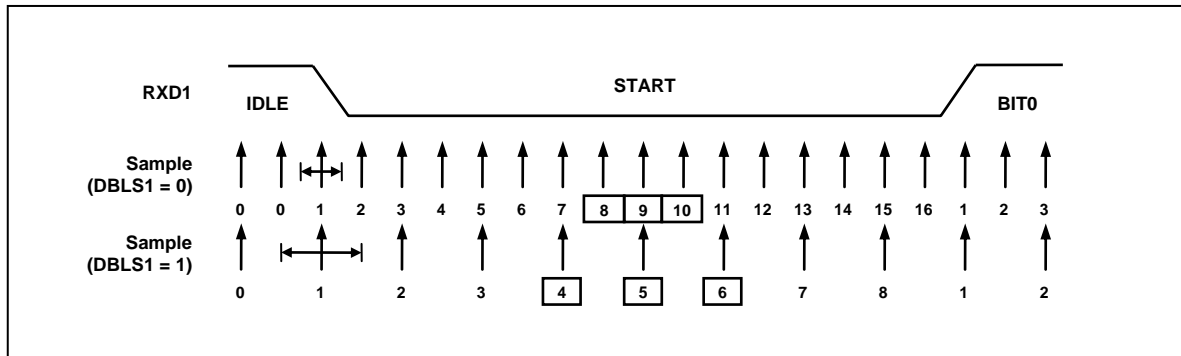 RXD1
IDLE
START
BIT0
Sample
(DBLS1 = 0)
0 0 1 2 3 4 5 6 7 8 9 10 11 12 13 14 15 16 1 2 3
Sample
(DBLS1 = 1)
0 1 2 3 4 5 6 7 8 1 2